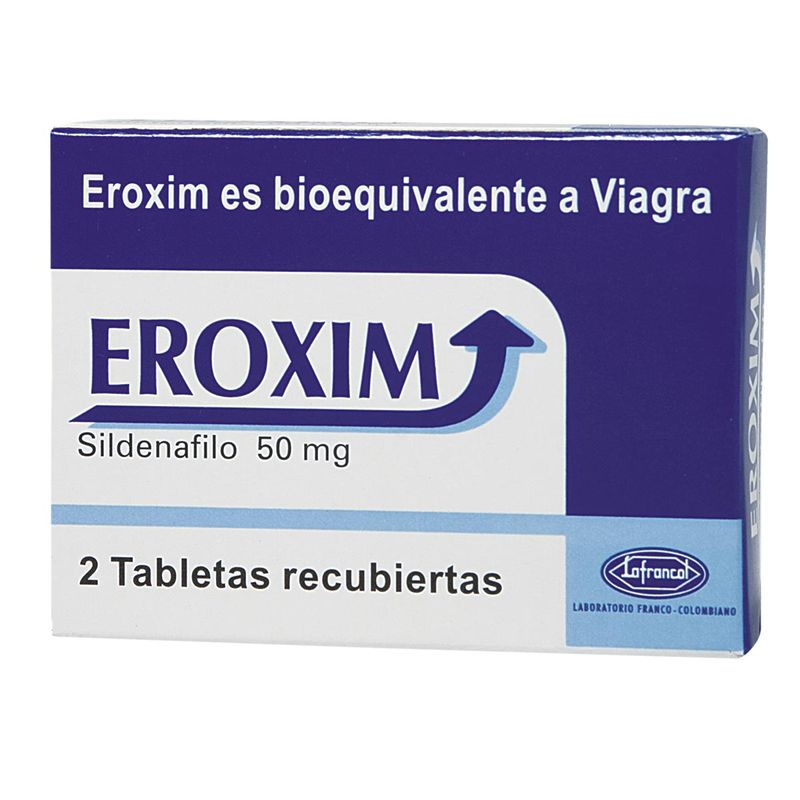 Eroxim es bioequivalente a Viagra
EROXIM
Sildenafilo 50 mg
2 Tabletas recubiertas
Lafrancol
LABORATORIO FRANCO-COLOMBIANO
EROXIM